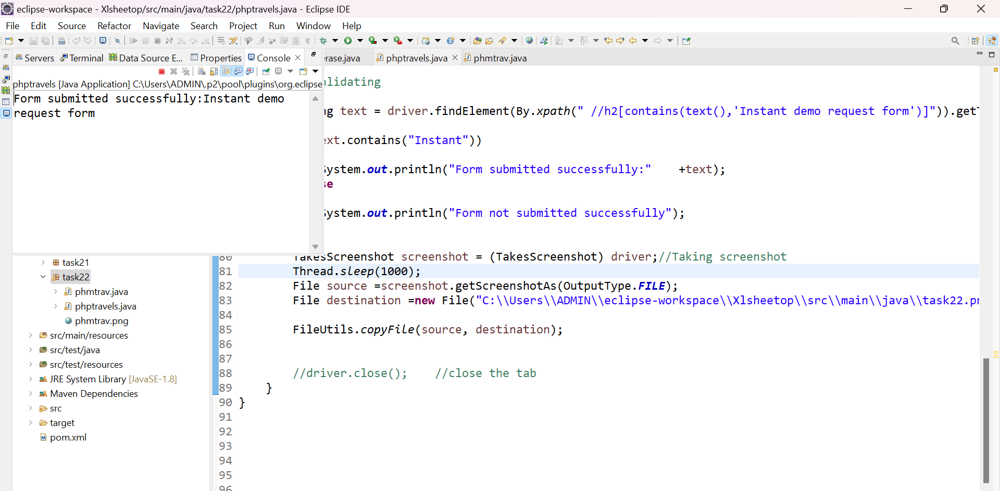 eclipse-workspace - Xlsheetop/src/main/java/task22/phptravels.java - Eclipse IDE
File Edit Source Refactor Navigate Search Project Run Window Help
Servers Terminal Data Source E... Properties Console erase.java phptravels.java phmtrav.java
phptravels [Java Application] C:\Users\ADMIN\.p2\pool\plugins\org.eclipse
Form submitted successfully:Instant demo
request form
alidating
ng text = driver.findElement(By.xpath(" //h2[contains(text(),'Instant demo request form')]")).get
ext.contains("Instant"))
System.out.println("Form submitted successfully:"    +text);
se
System.out.println("Form not submitted successfully");
task21
task22
phmtrav.java
phptravels.java
phmtrav.png
src/main/resources
src/test/java
src/test/resources
JRE System Library [JavaSE-1.8]
Maven Dependencies
src
target
pom.xml
80 TakesScreenshot screenshot = (TakesScreenshot) driver;//Taking screenshot
81 Thread.sleep(1000);
82 File source =screenshot.getScreenshotAs(OutputType.FILE);
83 File destination =new File("C:\\Users\\ADMIN\\eclipse-workspace\\Xlsheetop\\src\\main\\java\\task22.pn
84
85 FileUtils.copyFile(source, destination);
86
87
88 //driver.close();    //close the tab
89 }
90 }
91
92
93
94
95
96